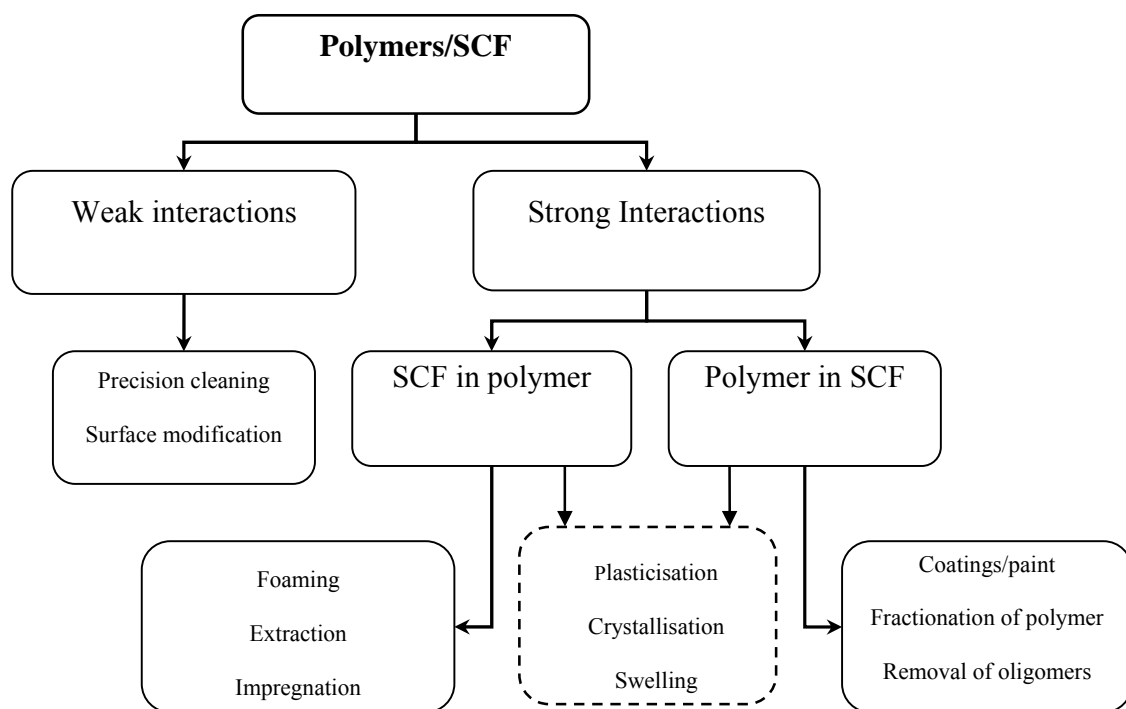 Polymers/SCF
Weak interactions
Strong Interactions
Precision cleaning
Surface modification
SCF in polymer
Polymer in SCF
Foaming
Extraction
Impregnation
Plasticisation
Crystallisation
Swelling
Coatings/paint
Fractionation of polymer
Removal of oligomers